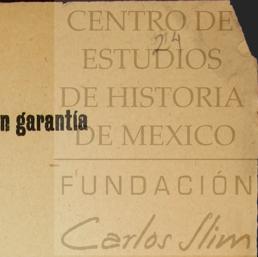 CENTRO DE
24
ESTUDIOS
DE HISTORIA
n garantía
DE MEXICO
FUNDACIÓN
Carlos Slim